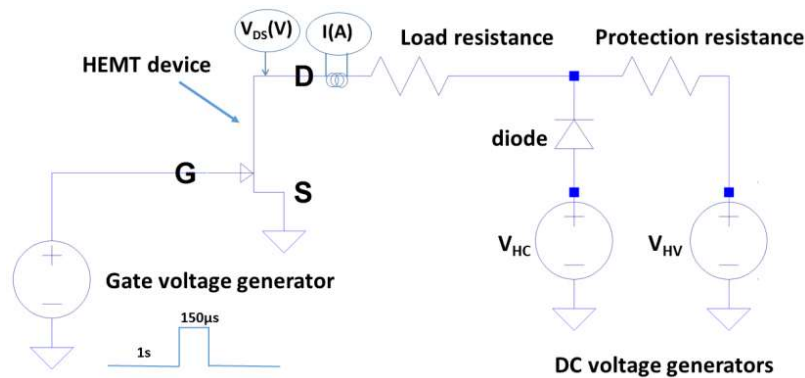 V_DS(V)
I(A)
Load resistance
Protection resistance
HEMT device
D
diode
G
S
V_HC
V_HV
Gate voltage generator
150µs
1s
DC voltage generators